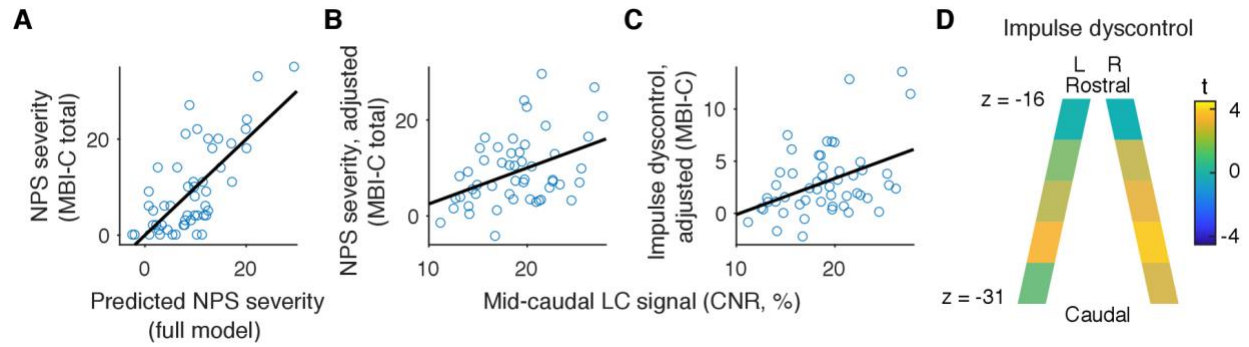 A
NPS severity
(MBI-C total)
20
0
0
20
Predicted NPS severity
(full model)
B
NPS severity, adjusted
(MBI-C total)
20
0
10
20
C
Impulse dyscontrol,
adjusted (MBI-C)
10
5
0
10
20
Mid-caudal LC signal (CNR, %)
D
Impulse dyscontrol
L R
Rostral
z = -16
z = -31
Caudal
t
4
0
-4